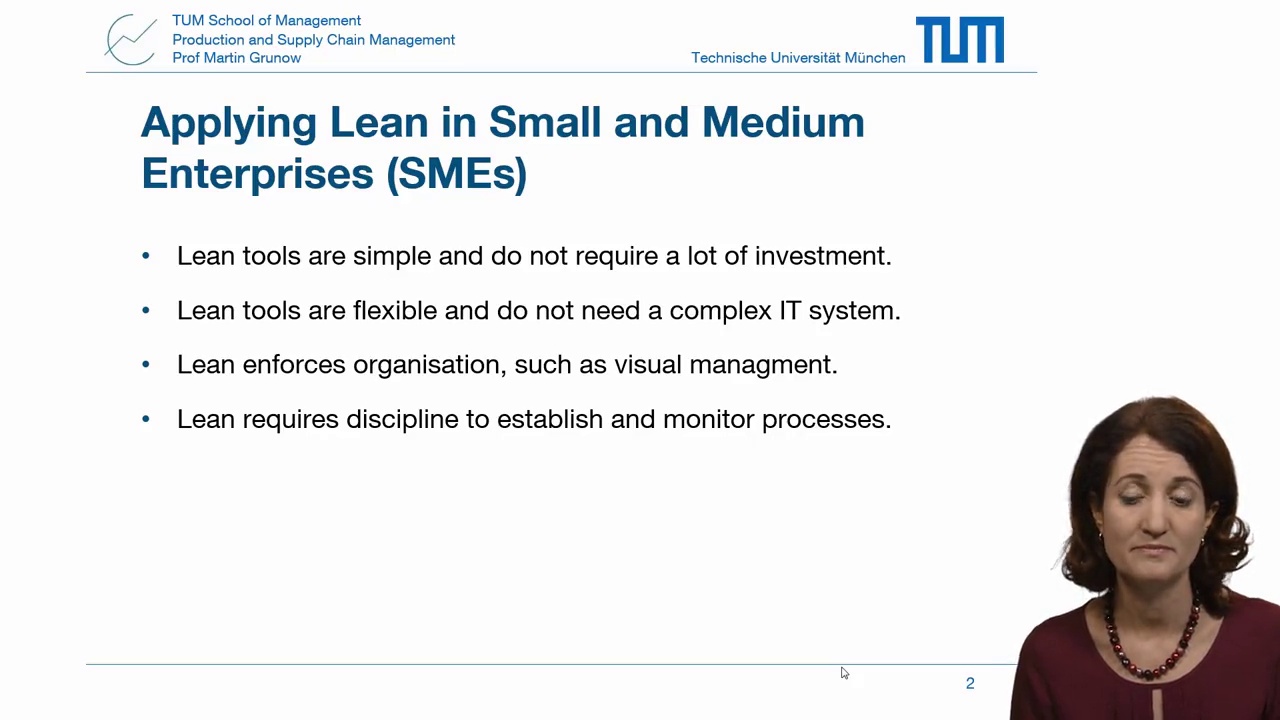 TUM School of Management
Production and Supply Chain Management
Prof Martin Grunow
Technische Universität München
TUM
Applying Lean in Small and Medium
Enterprises (SMEs)
• Lean tools are simple and do not require a lot of investment.
• Lean tools are flexible and do not need a complex IT system.
• Lean enforces organisation, such as visual managment.
• Lean requires discipline to establish and monitor processes.
2